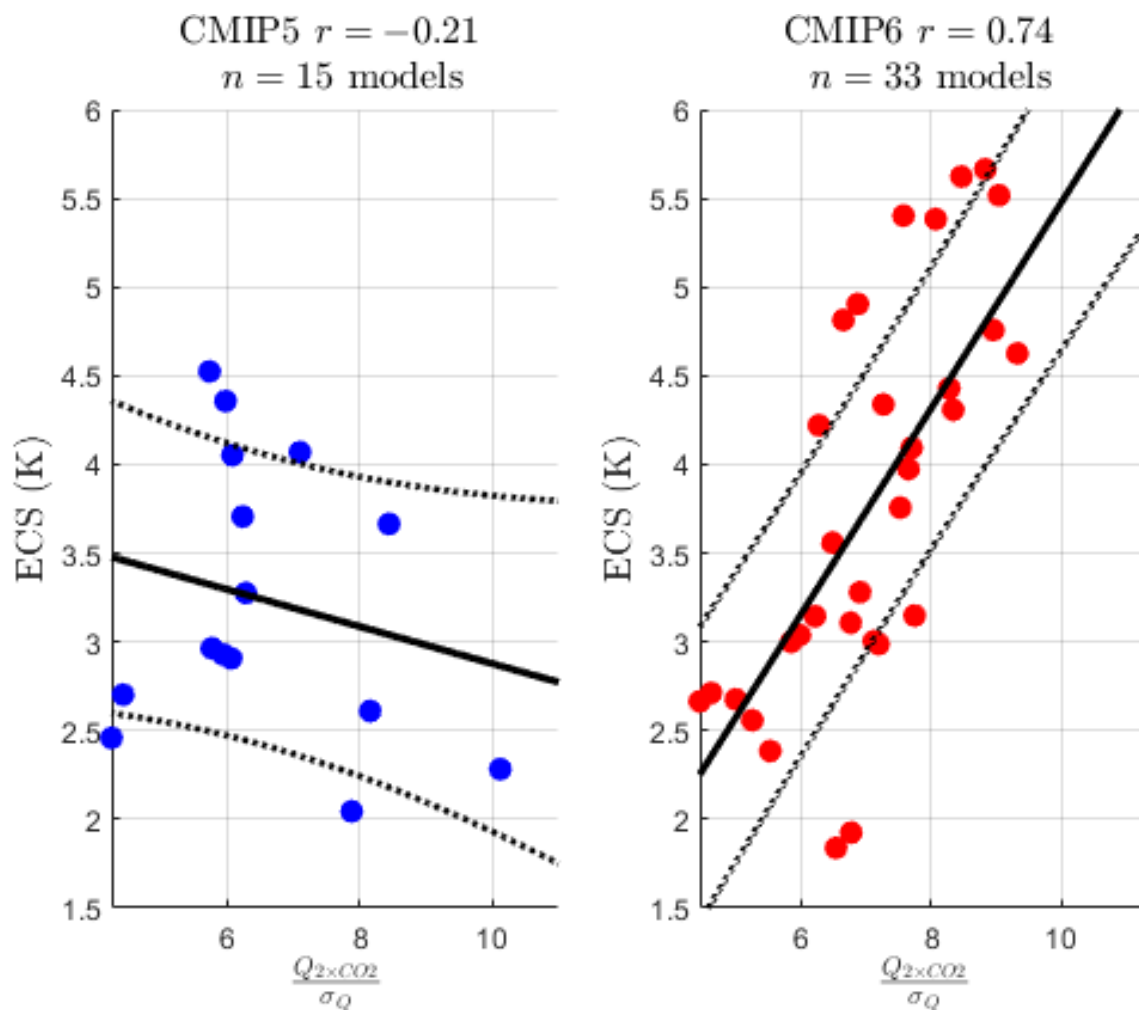 CMIP5 r = −0.21
n = 15 models
ECS (K)
6
5.5
5
4.5
4
3.5
3
2.5
2
1.5
6 8 10
Q2×CO2
σQ
CMIP6 r = 0.74
n = 33 models
ECS (K)
6
5.5
5
4.5
4
3.5
3
2.5
2
1.5
6 8 10
Q2×CO2
σQ